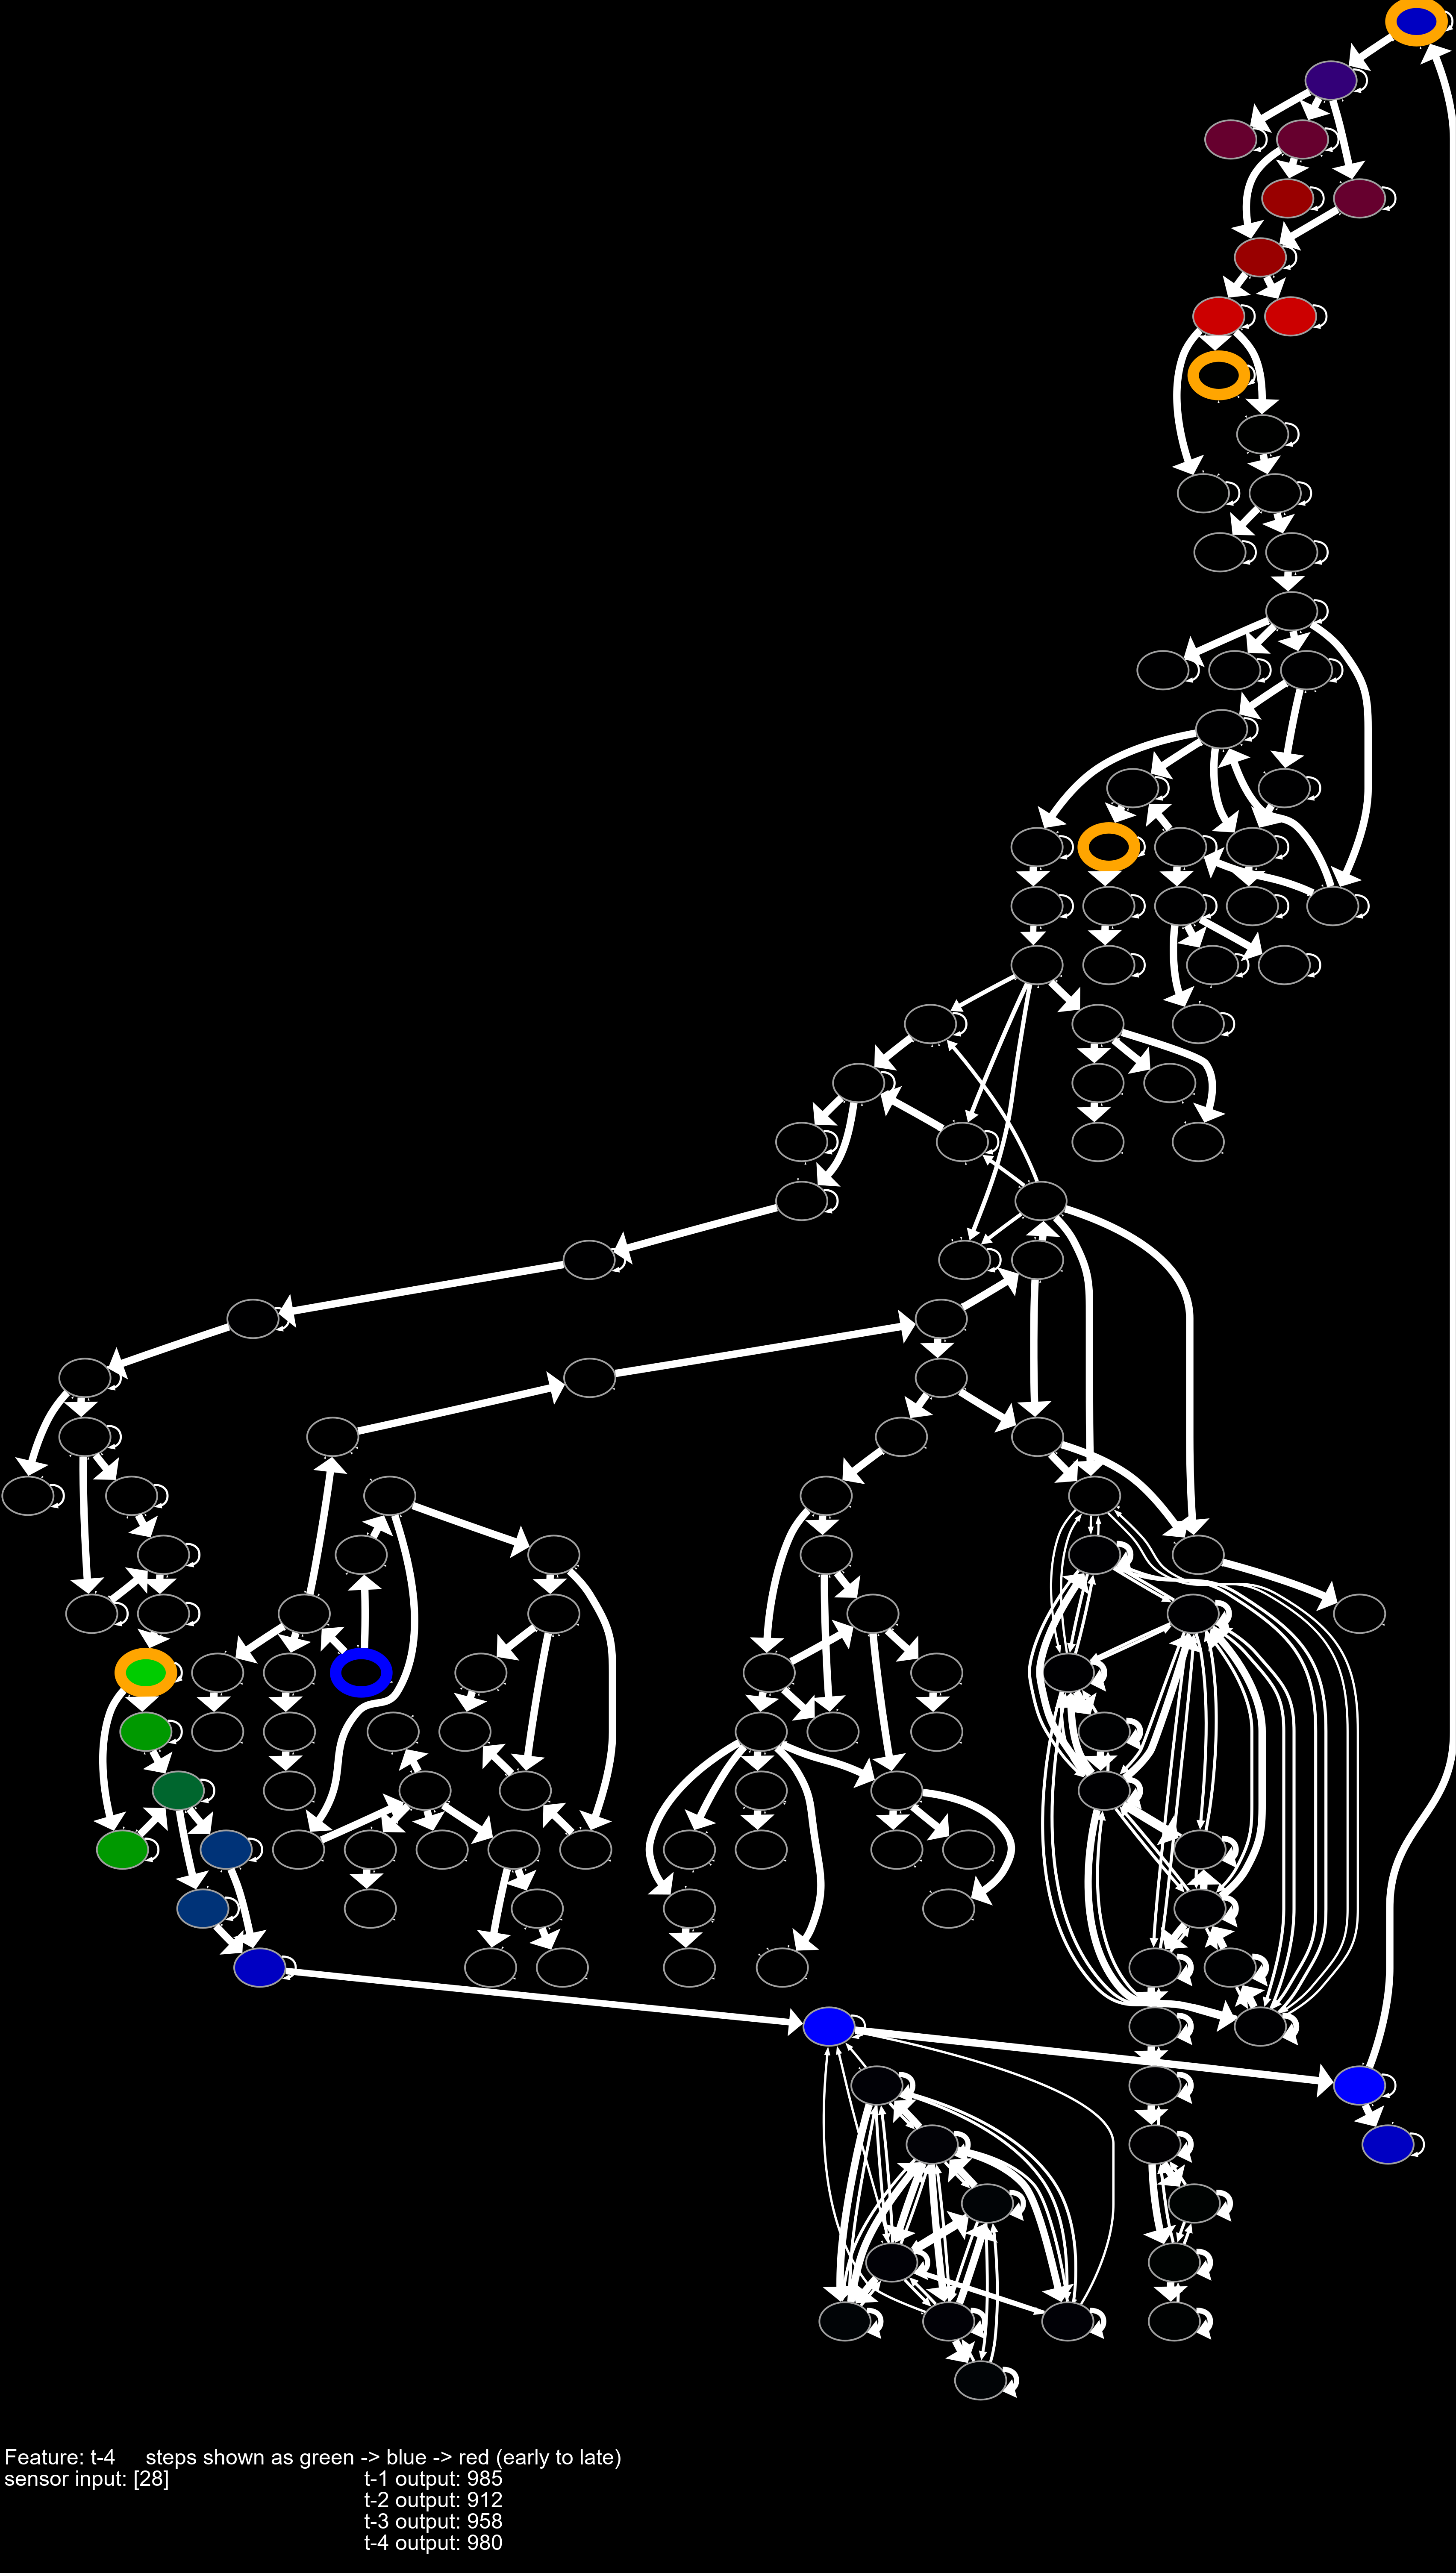 Feature: t-4     steps shown as green -> blue -> red (early to late)
sensor input: [28]     t-1 output: 985
t-2 output: 912
t-3 output: 958
t-4 output: 980